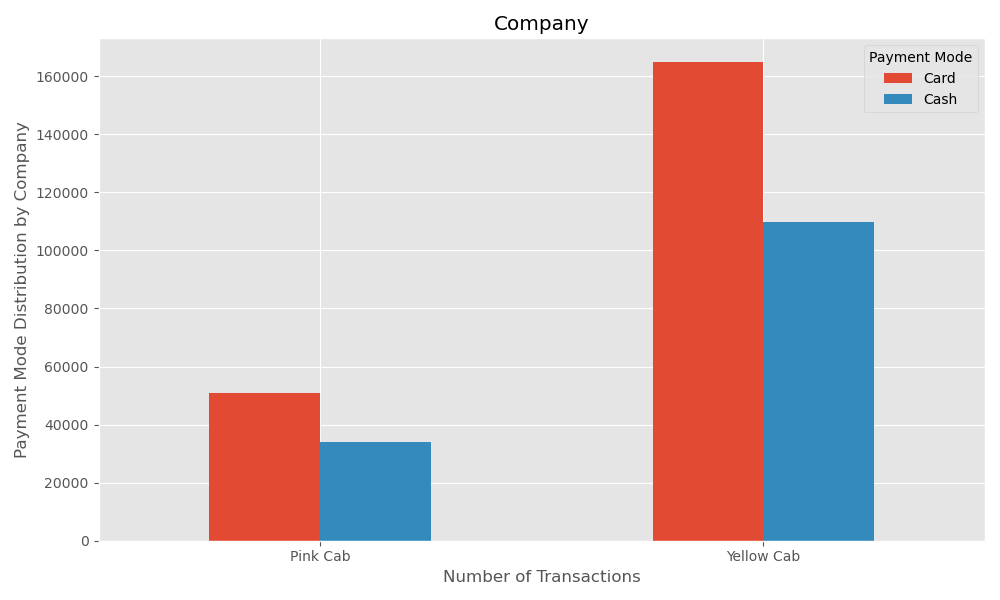 Company
Payment Mode
Card
Cash
Payment Mode Distribution by Company
160000
140000
120000
100000
80000
60000
40000
20000
0
Pink Cab
Yellow Cab
Number of Transactions